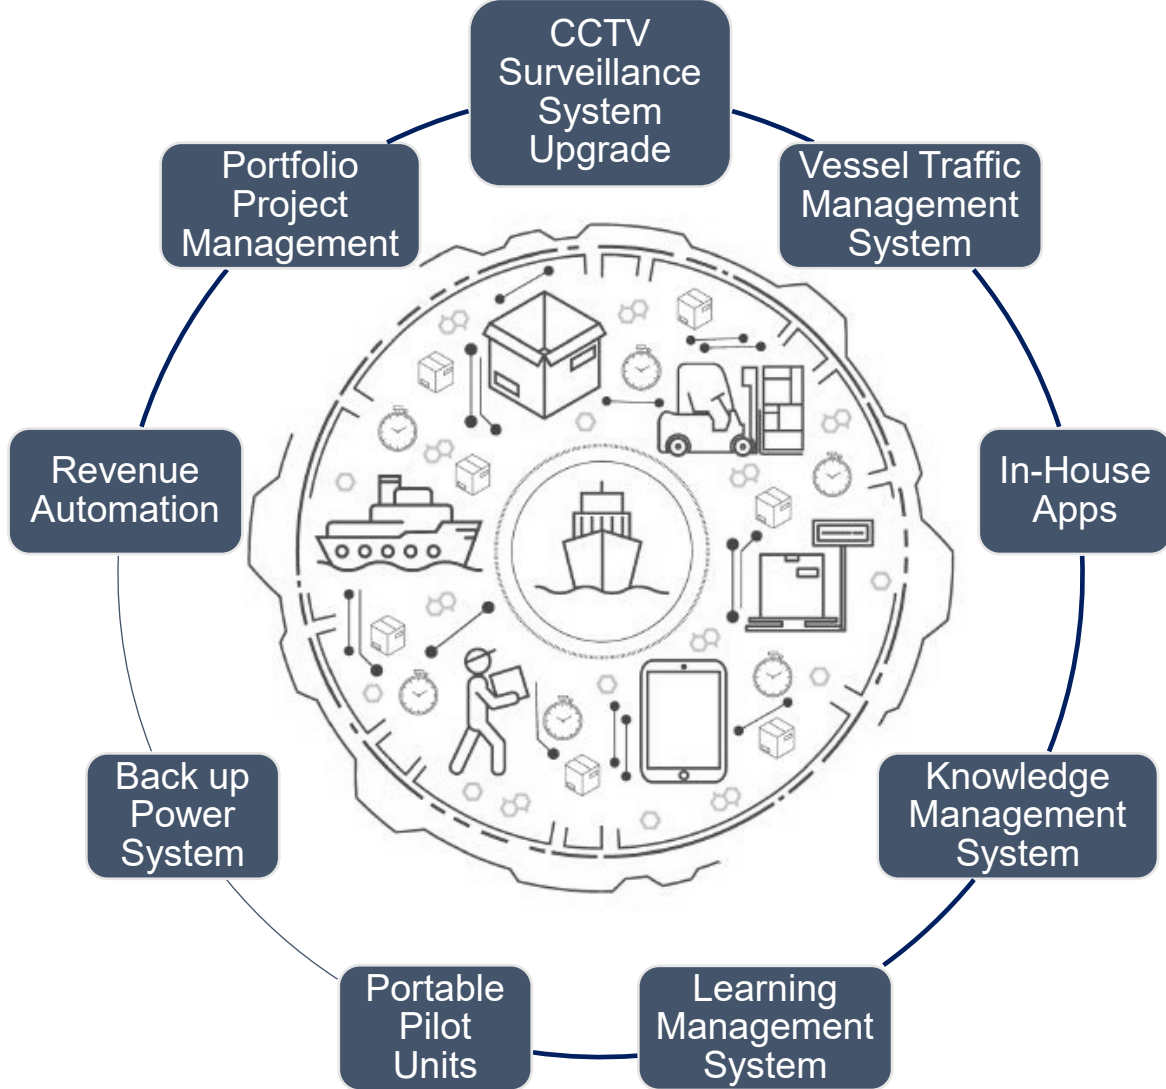 CCTV
Surveillance
System
Upgrade
Vessel Traffic
Management
System
In-House
Apps
Knowledge
Management
System
Learning
Management
System
Portable
Pilot
Units
Back up
Power
System
Revenue
Automation
Portfolio
Project
Management